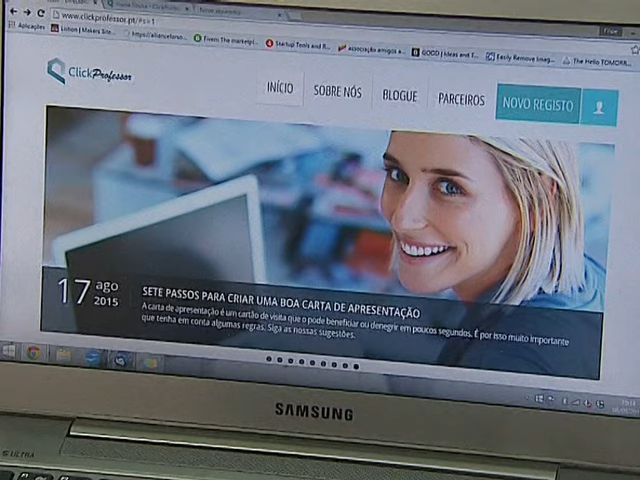 www.clickprofessor.pt/#s=1
Aplicações Lisbon | Makers Site... Fiverr: The marketpl... Startup Tools and R... associação amigos a... GOOD | Ideas and T... Easily Remove Imag... The Hello TOMORR...
ClickProfessor
INÍCIO SOBRE NÓS BLOGUE PARCEIROS NOVO REGISTO
17 ago 2015
SETE PASSOS PARA CRIAR UMA BOA CARTA DE APRESENTAÇÃO
A carta de apresentação é um cartão de visita que o pode beneficiar ou denegrir em poucos segundos. É por isso muito importante
que tenha em conta algumas regras. Siga as nossas sugestões.
SAMSUNG
ULTRA